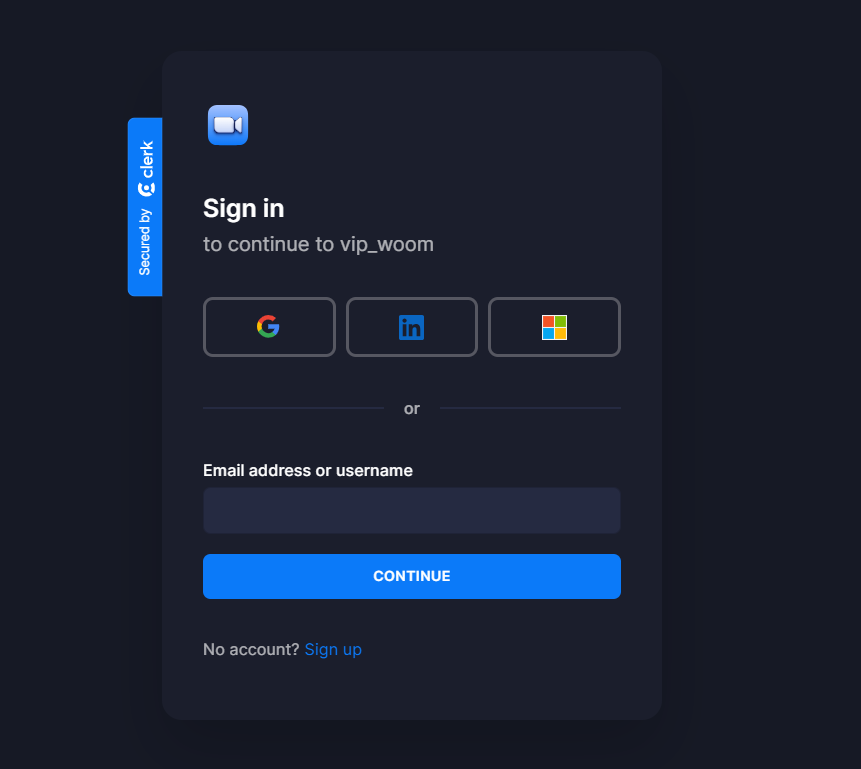 Secured by clerk
Sign in
to continue to vip_woom
in
or
Email address or username
CONTINUE
No account? Sign up